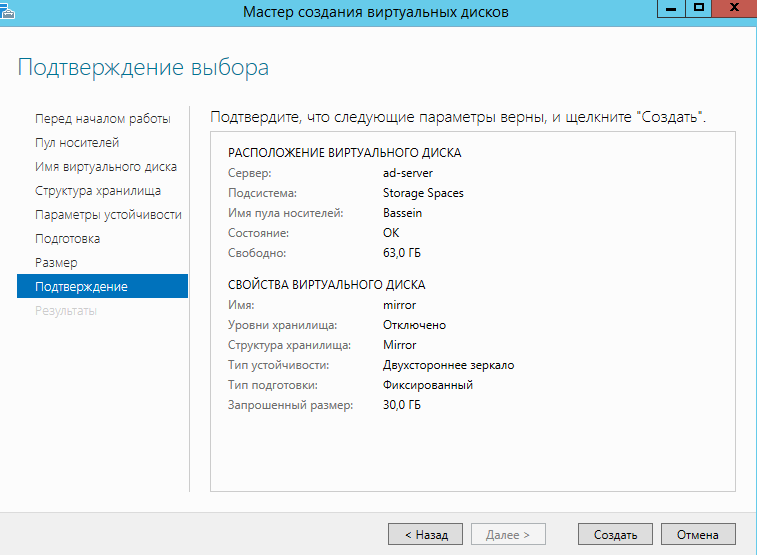 Мастер создания виртуальных дисков
Подтверждение выбора
Перед началом работы
Пул носителей
Имя виртуального диска
Структура хранилища
Параметры устойчивости
Подготовка
Размер
Подтверждение
Результаты
Подтвердите, что следующие параметры верны, и щелкните "Создать".
РАСПОЛОЖЕНИЕ ВИРТУАЛЬНОГО ДИСКА
Сервер: ad-server
Подсистема: Storage Spaces
Имя пула носителей: Bassein
Состояние: ОК
Свободно: 63,0 ГБ
СВОЙСТВА ВИРТУАЛЬНОГО ДИСКА
Имя: mirror
Уровни хранилища: Отключено
Структура хранилища: Mirror
Тип устойчивости: Двухстороннее зеркало
Тип подготовки: Фиксированный
Запрошенный размер: 30,0 ГБ
< Назад Далее > Создать Отмена